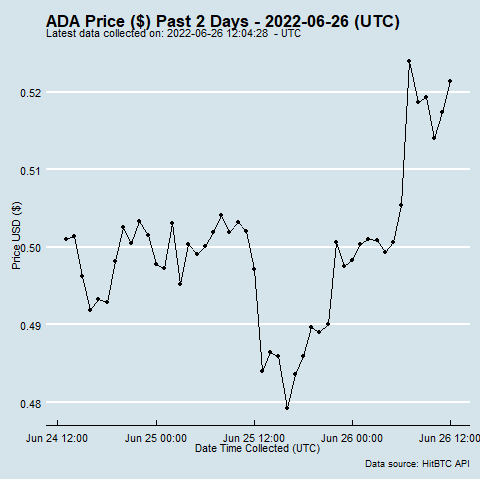 ADA Price ($) Past 2 Days - 2022-06-26 (UTC)
Latest data collected on: 2022-06-26 12:04:28  - UTC
Price USD ($)
0.52
0.51
0.50
0.49
0.48
Jun 24 12:00 Jun 25 00:00 Jun 25 12:00 Jun 26 00:00 Jun 26 12:00
Date Time Collected (UTC)
Data source: HitBTC API